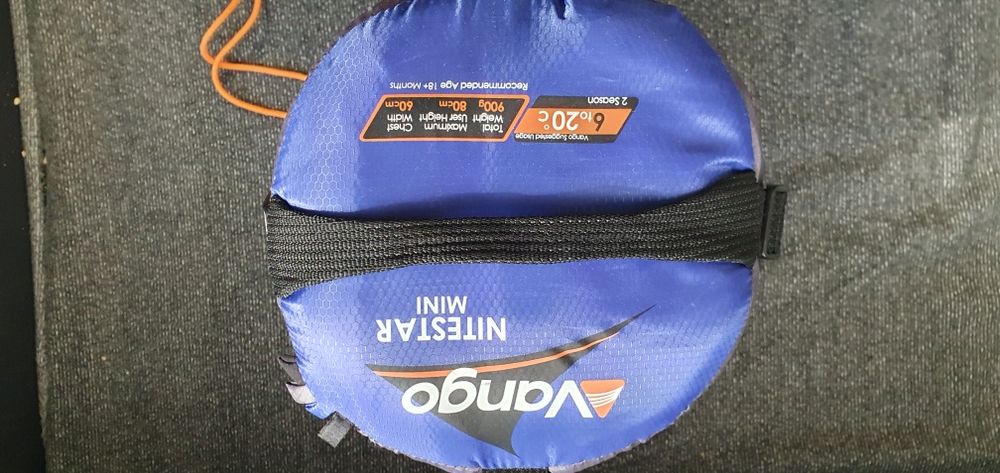 Vango
NITESTAR
MINI
Vango Suggested Usage
6 to 20°C
2 Season
Total Weight 900g
Maximum User Height 80cm
Chest Width 60cm
Recommended Age 18+ Months